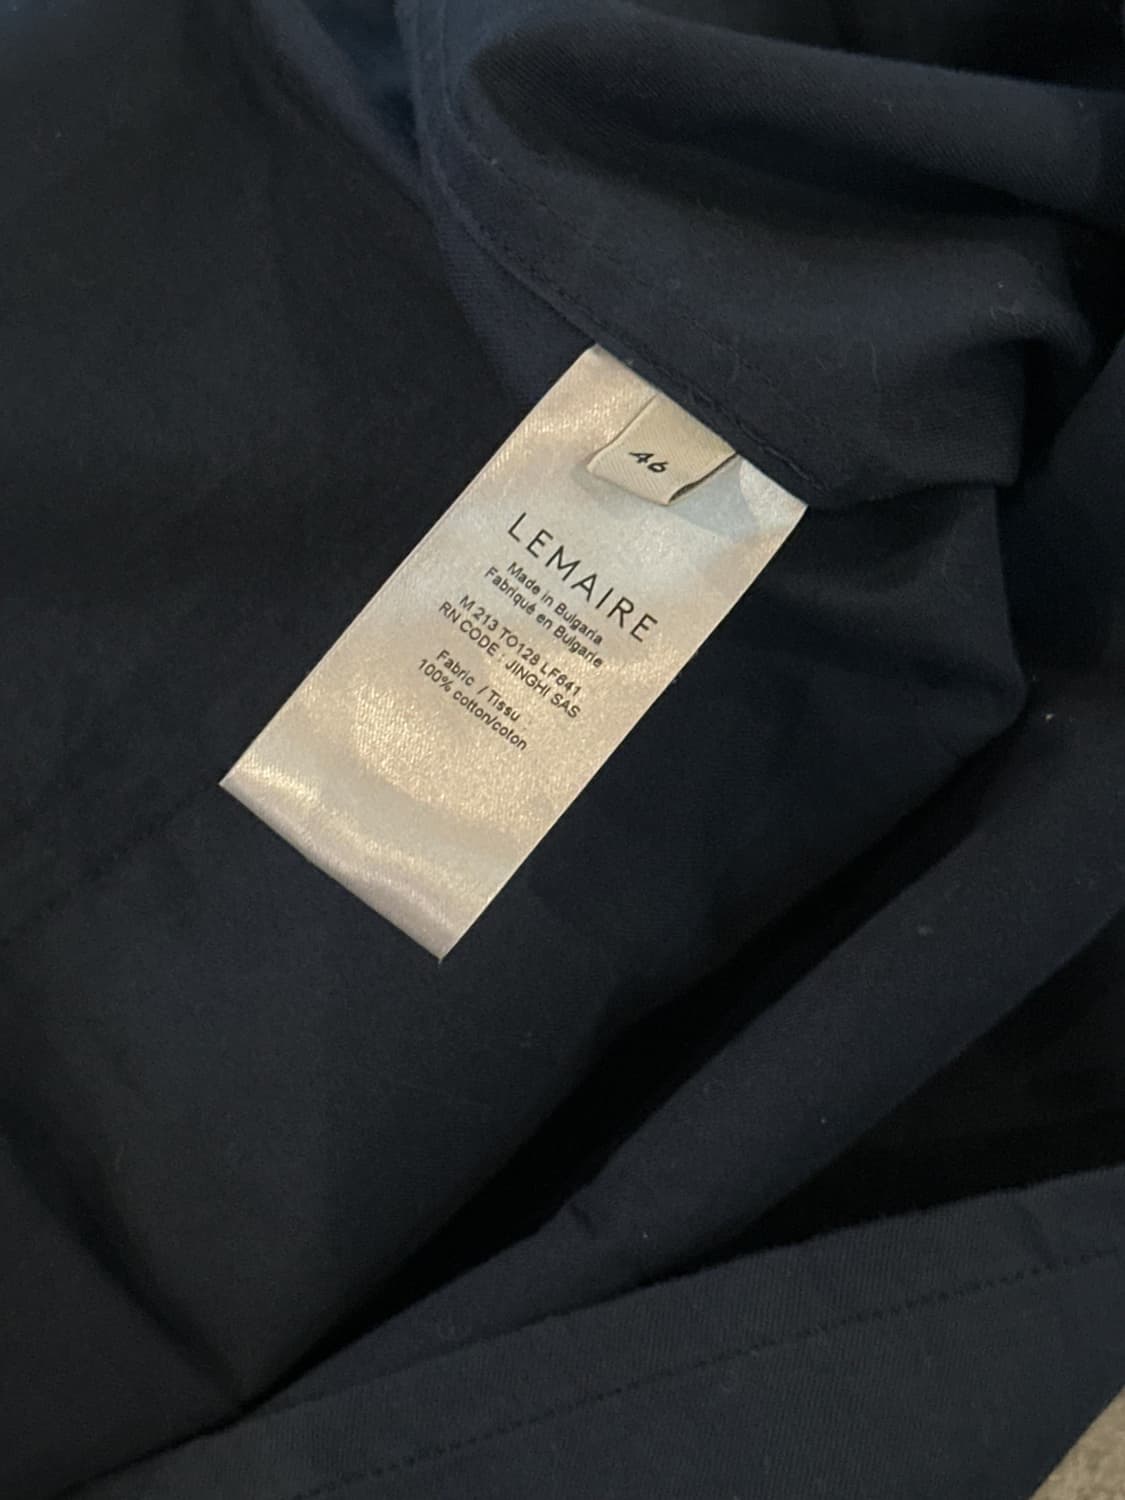 46
LEMAIRE
Made in Bulgaria
Fabriqué en Bulgarie
M 213 TO128 LF641
RN CODE : JINGHI SAS
Fabric / Tissu
100% cotton/coton